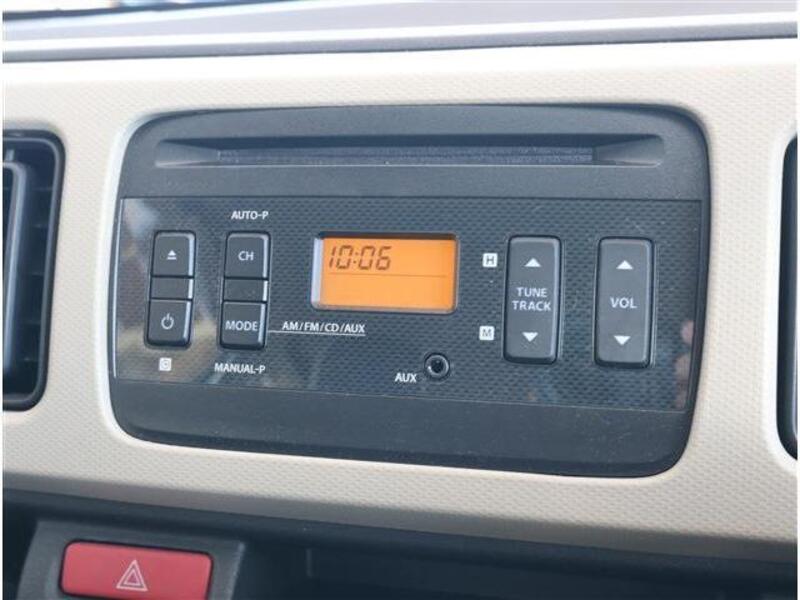 AUTO-P
CH
10:06
H
TUNE
TRACK
VOL
MODE
AM/FM/CD/AUX
M
MANUAL-P
AUX